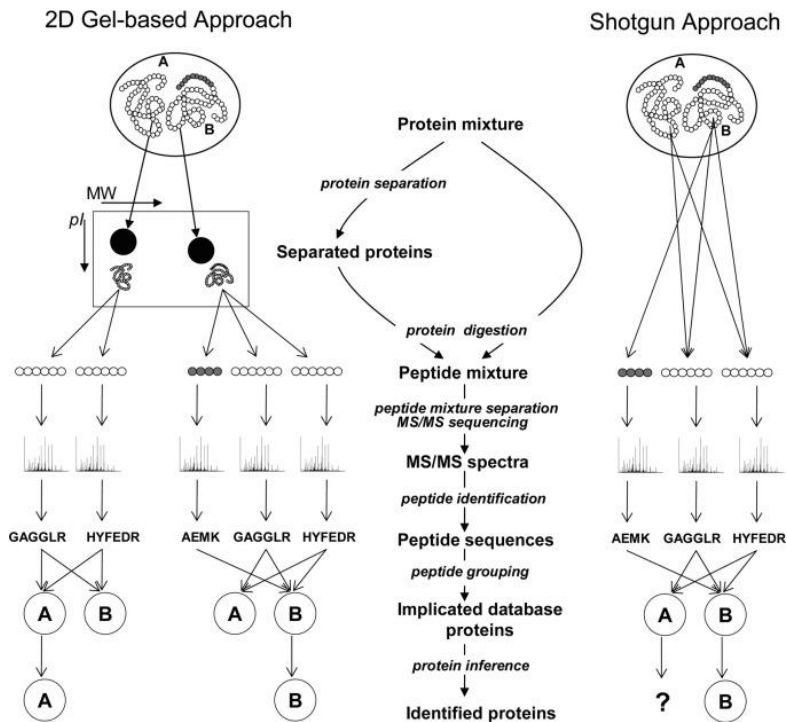 2D Gel-based Approach
Shotgun Approach
A
B
MW
pI
Protein mixture
protein separation
Separated proteins
protein digestion
Peptide mixture
peptide mixture separation
MS/MS sequencing
MS/MS spectra
peptide identification
Peptide sequences
peptide grouping
Implicated database
proteins
protein inference
Identified proteins
GAGGLR HYFEDR
A B
A
AEMK GAGGLR HYFEDR
A B
B
A
B
AEMK GAGGLR HYFEDR
A B
? B